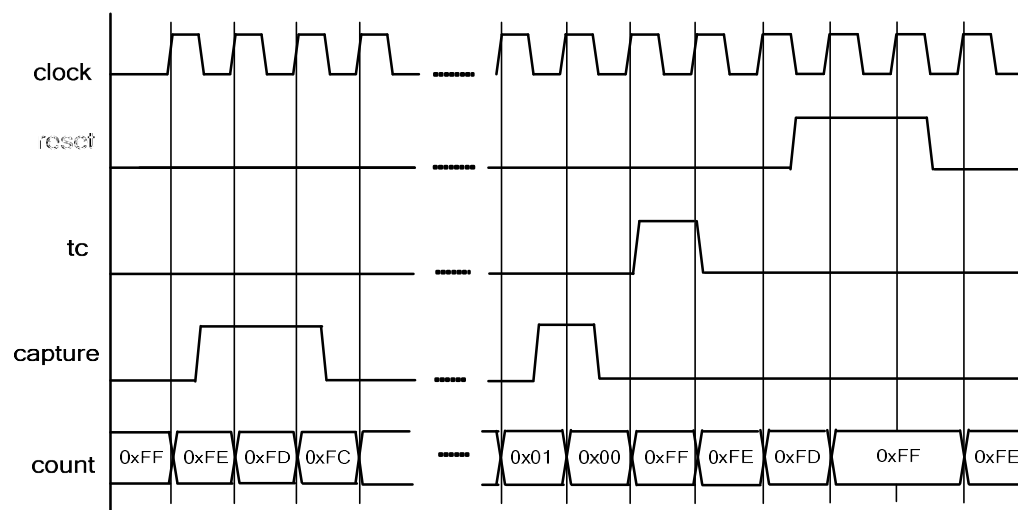 clock
reset
tc
capture
count 0xFF 0xFE 0xFD 0xFC 0x01 0x00 0xFF 0xFE 0xFD 0xFF 0xFE